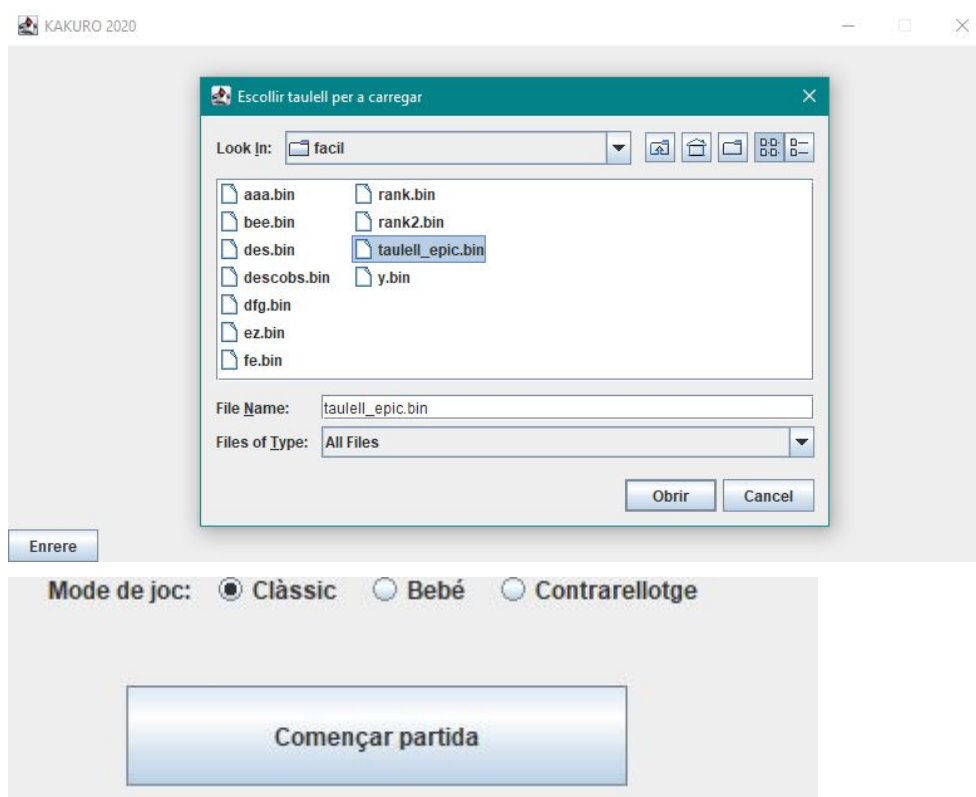 KAKURO 2020
Escollir taulell per a carregar
Look In: facil
aaa.bin rank.bin
bee.bin rank2.bin
des.bin taulell_epic.bin
descobs.bin y.bin
dfg.bin
ez.bin
fe.bin
File Name: taulell_epic.bin
Files of Type: All Files
Obrir Cancel
Enrere
Mode de joc: Clàssic Bebé Contrarellotge
Començar partida